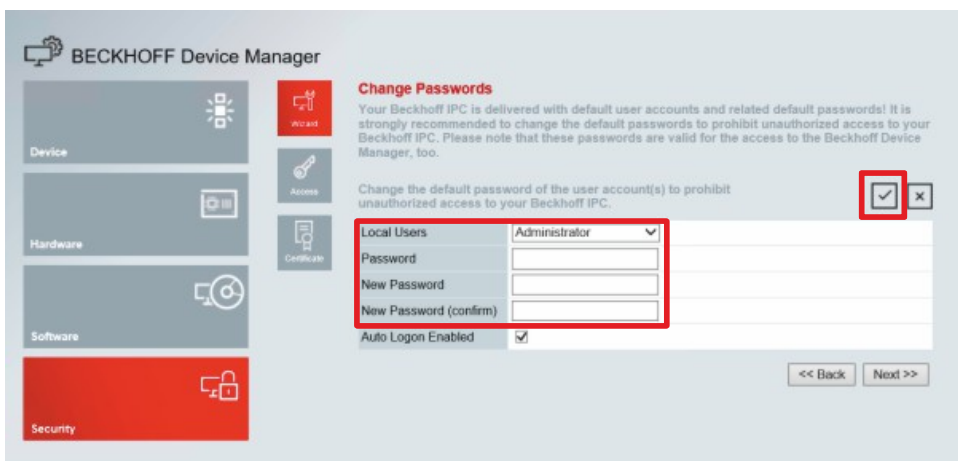 BECKHOFF Device Manager
Device
Hardware
Software
Security
Wizard
Access
Certificate
Change Passwords
Your Beckhoff IPC is delivered with default user accounts and related default passwords! It is
strongly recommended to change the default passwords to prohibit unauthorized access to your
Beckhoff IPC. Please note that these passwords are valid for the access to the Beckhoff Device
Manager, too.
Change the default password of the user account(s) to prohibit
unauthorized access to your Beckhoff IPC.
Local Users Administrator
Password
New Password
New Password (confirm)
Auto Logon Enabled
<< Back Next >>